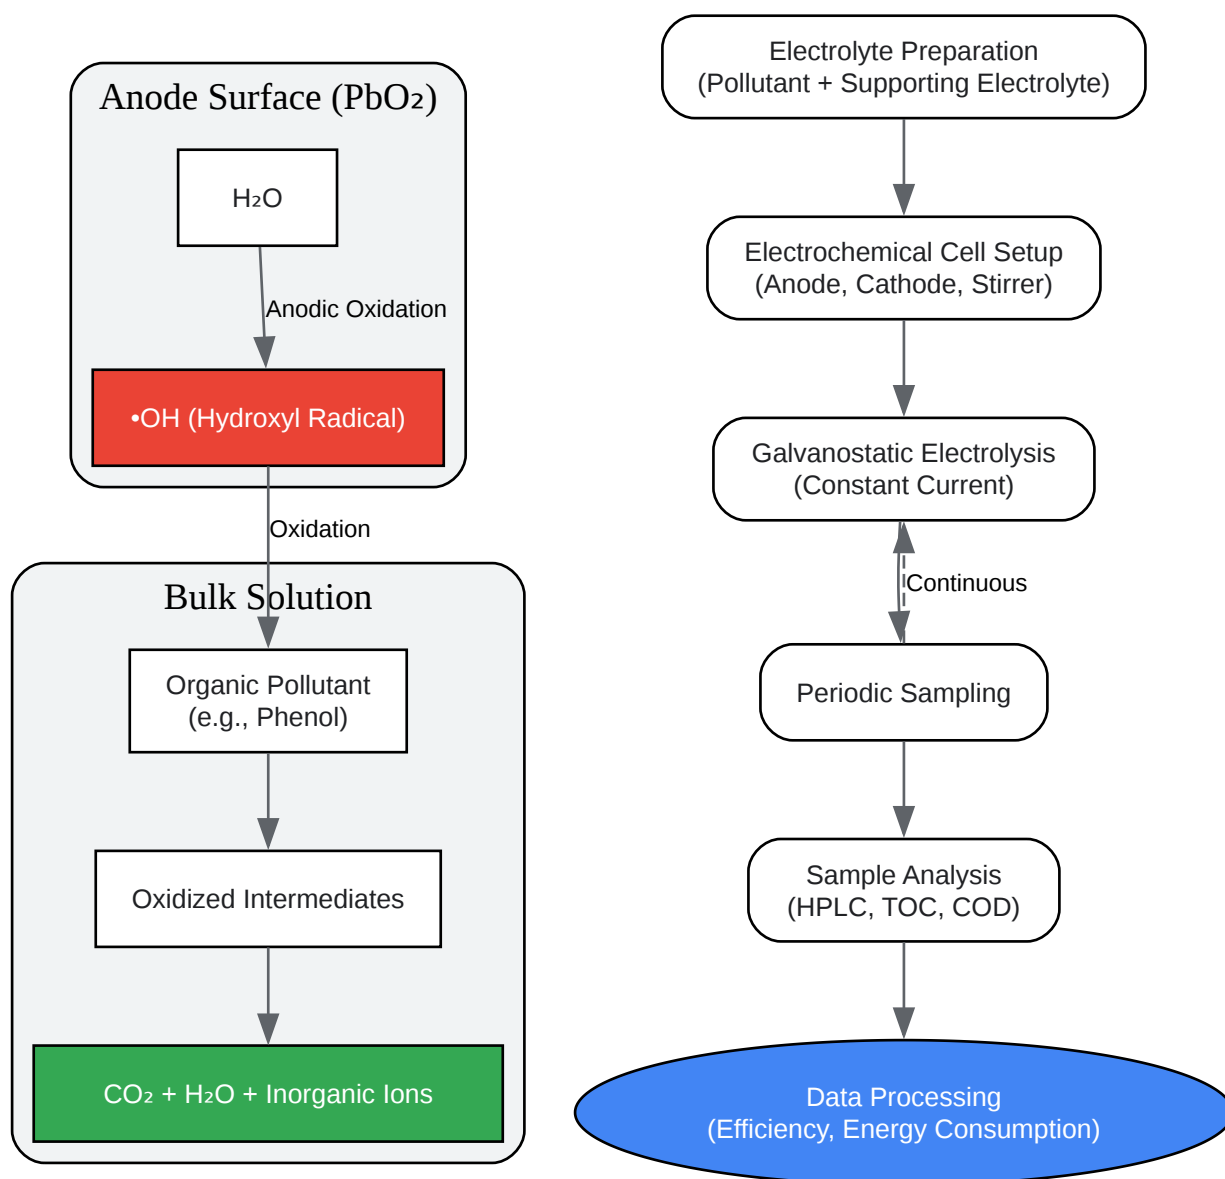 Anode Surface (PbO₂)
H₂O
Anodic Oxidation
•OH (Hydroxyl Radical)
Oxidation
Bulk Solution
Organic Pollutant
(e.g., Phenol)
Oxidized Intermediates
CO₂ + H₂O + Inorganic Ions
Electrolyte Preparation
(Pollutant + Supporting Electrolyte)
Electrochemical Cell Setup
(Anode, Cathode, Stirrer)
Galvanostatic Electrolysis
(Constant Current)
Continuous
Periodic Sampling
Sample Analysis
(HPLC, TOC, COD)
Data Processing
(Efficiency, Energy Consumption)